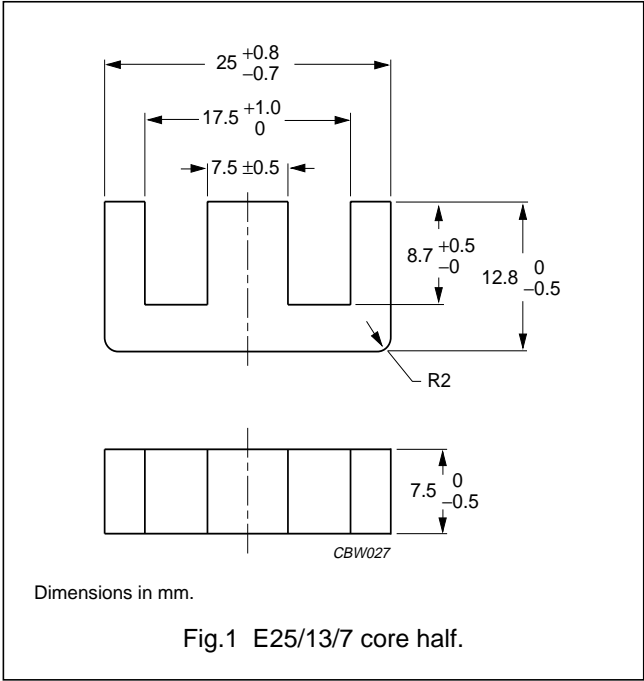 25 +0.8 −0.7
17.5 +1.0 0
7.5 ±0.5
8.7 +0.5 −0
12.8 0 −0.5
R2
7.5 0 −0.5
CBW027
Dimensions in mm.
Fig.1 E25/13/7 core half.